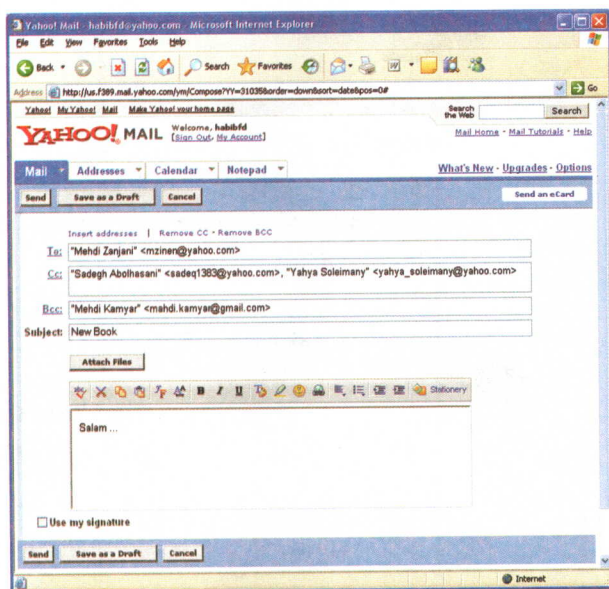 Yahoo! Mail - habibfd@yahoo.com - Microsoft Internet Explorer
File Edit View Favorites Tools Help
Back Search Favorites
Address http://us.f389.mail.yahoo.com/ym/Compose?YY=31035&order=down&sort=date&pos=0# Go
Yahoo! My Yahoo! Mail Make Yahoo! your home page Search the Web Search
YAHOO! MAIL Welcome, habibfd [Sign Out, My Account] Mail Home - Mail Tutorials - Help
Mail Addresses Calendar Notepad What's New - Upgrades - Options
Send Save as a Draft Cancel Send an eCard
Insert addresses | Remove CC - Remove BCC
To: "Mehdi Zanjani" <mzinen@yahoo.com>
Cc: "Sadegh Abolhasani" <sadeq1383@yahoo.com>, "Yahya Soleimany" <yahya_soleimany@yahoo.com>
Bcc: "Mehdi Kamyar" <mahdi.kamyar@gmail.com>
Subject: New Book
Attach Files
B I U Stationery
Salam ...
Use my signature
Send Save as a Draft Cancel
Internet